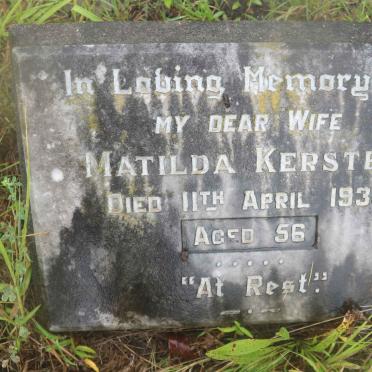 In Loving Memory
MY DEAR WIFE
MATILDA KERSTE
DIED 11TH APRIL 193
AGED 56
"At Rest."